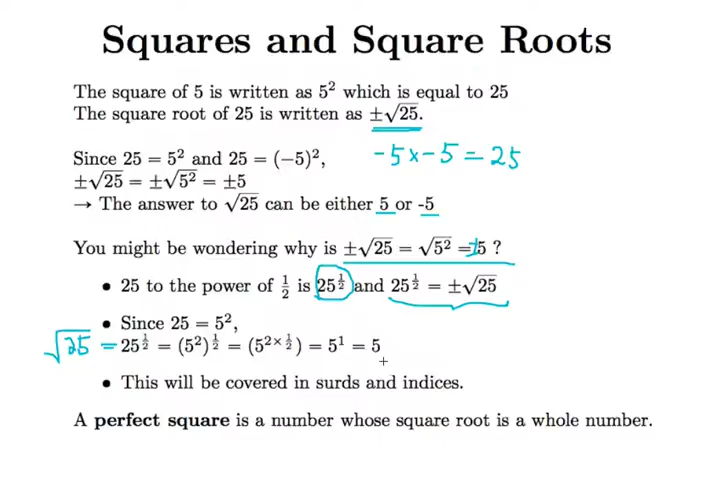 Squares and Square Roots
The square of 5 is written as 5² which is equal to 25
The square root of 25 is written as ±√25.
Since 25 = 5² and 25 = (−5)²,
-5 x -5 = 25
±√25 = ±√5² = ±5
→ The answer to √25 can be either 5 or -5
You might be wondering why is ±√25 = √5² = ±5 ?
• 25 to the power of 1/2 is 25^(1/2) and 25^(1/2) = ±√25
• Since 25 = 5²,
√25 = 25^(1/2) = (5²)^(1/2) = (5^(2×1/2)) = 5¹ = 5
• This will be covered in surds and indices.
A perfect square is a number whose square root is a whole number.